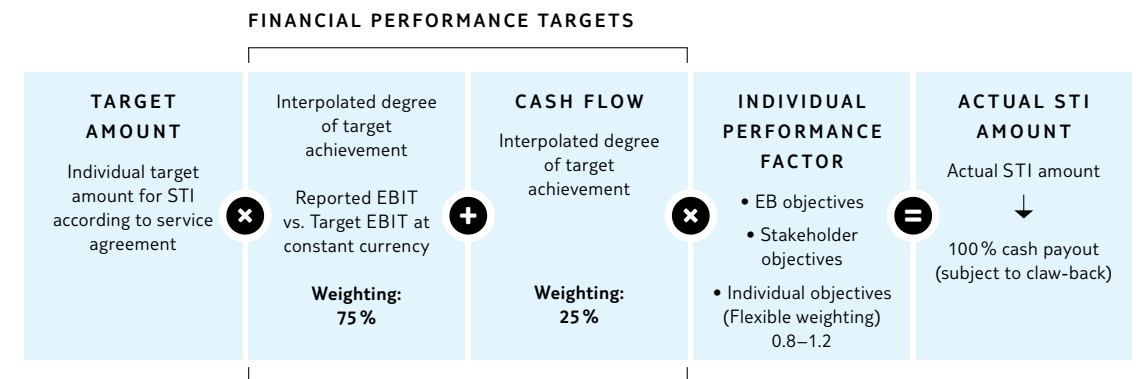 FINANCIAL PERFORMANCE TARGETS
TARGET
AMOUNT
Individual target
amount for STI
according to service
agreement
×
Interpolated degree
of target
achievement
Reported EBIT
vs. Target EBIT at
constant currency
Weighting:
75 %
+
CASH FLOW
Interpolated degree
of target
achievement
Weighting:
25 %
×
INDIVIDUAL
PERFORMANCE
FACTOR
• EB objectives
• Stakeholder
objectives
• Individual objectives
(Flexible weighting)
0.8–1.2
=
ACTUAL STI
AMOUNT
Actual STI amount
↓
100 % cash payout
(subject to claw-back)